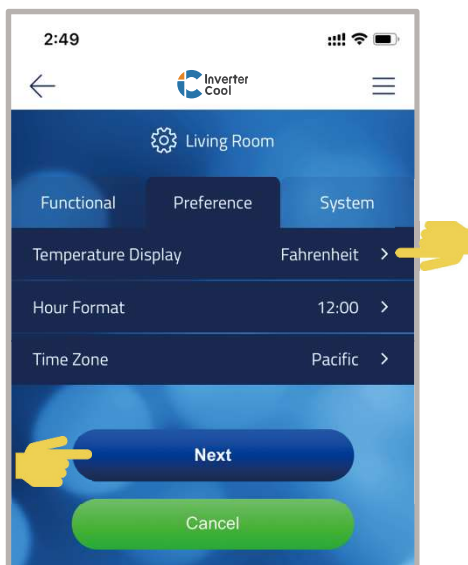 2:49
Inverter
Cool
Living Room
Functional Preference System
Temperature Display Fahrenheit >
Hour Format 12:00 >
Time Zone Pacific >
Next
Cancel